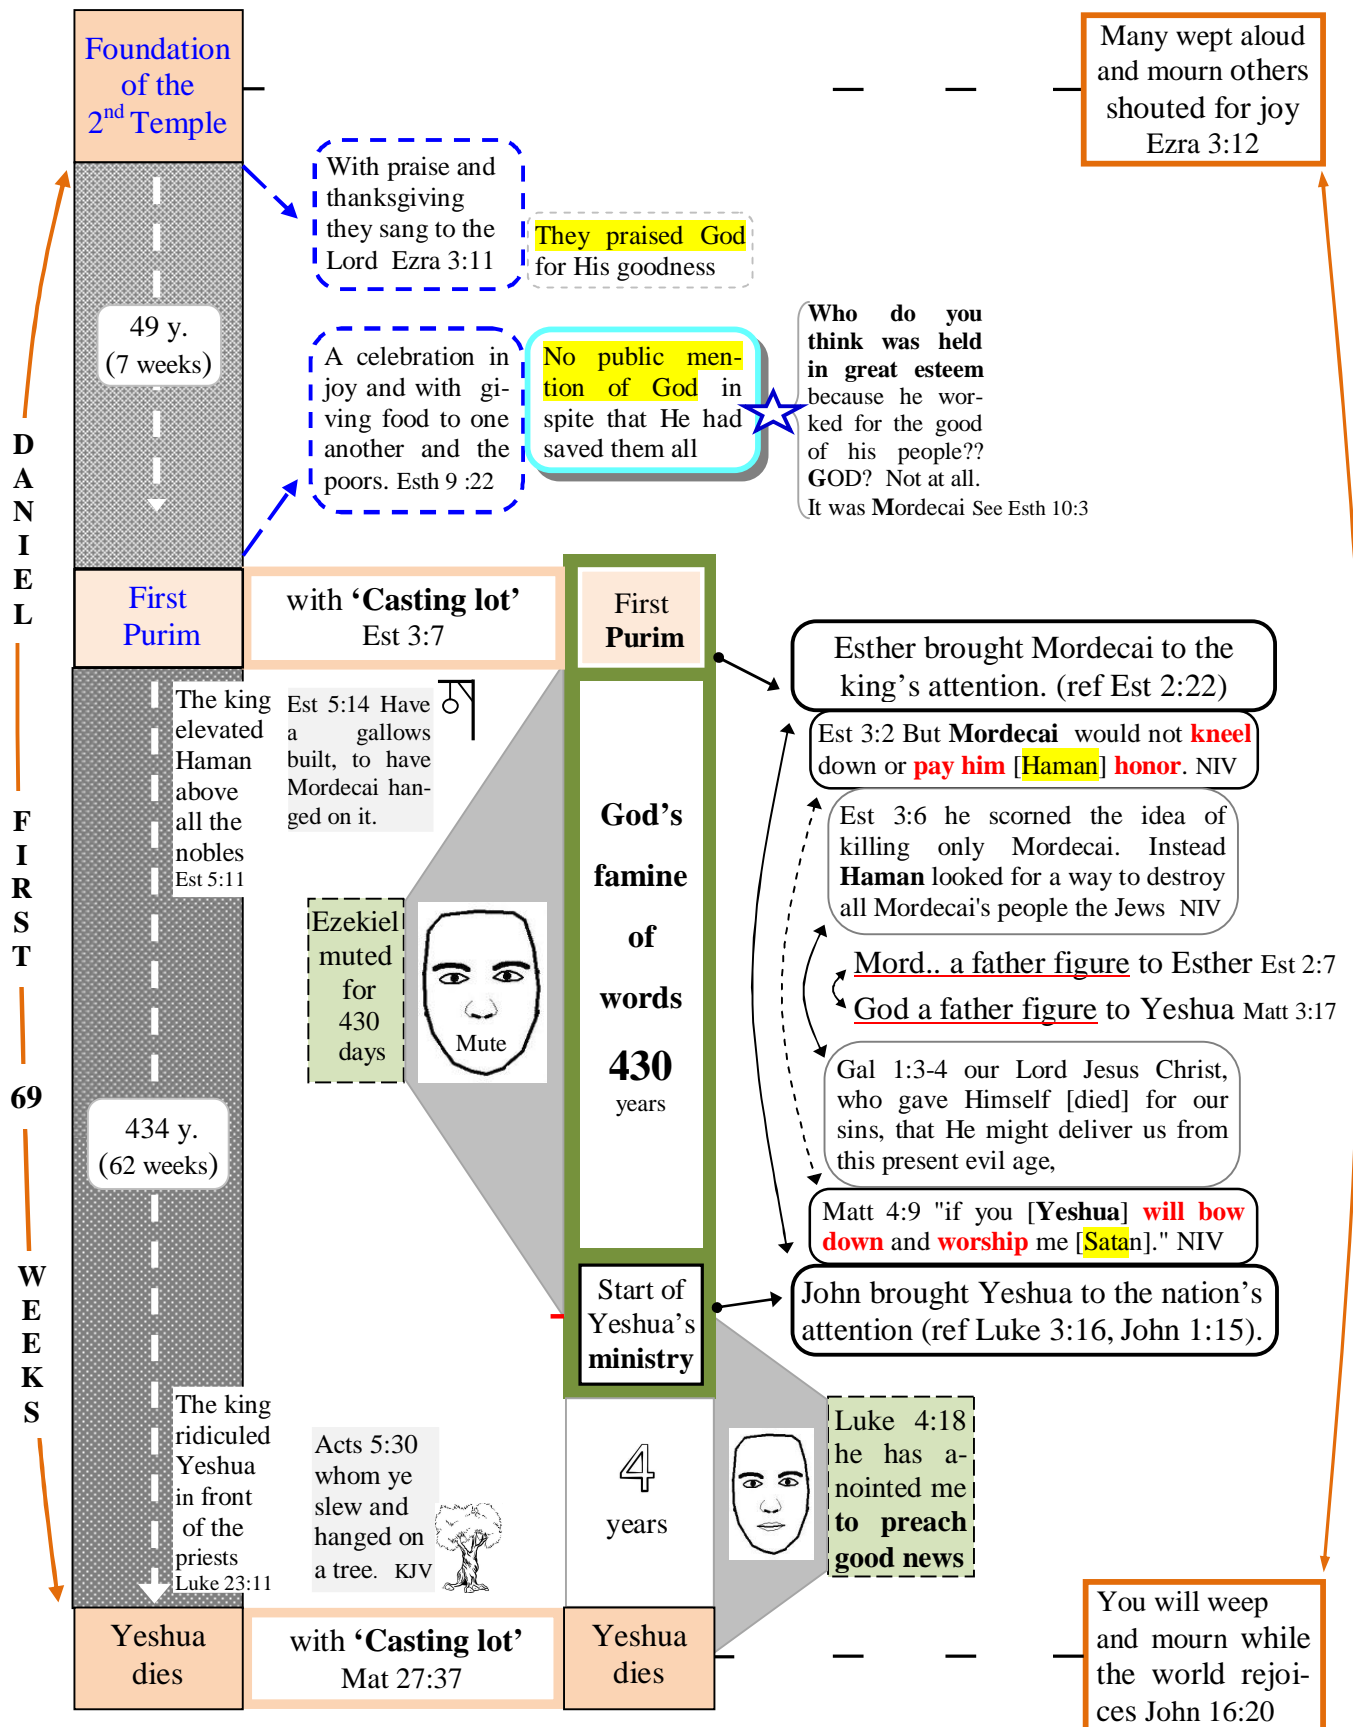 Foundation
of the
2nd Temple
Many wept aloud
and mourn others
shouted for joy
Ezra 3:12
With praise and
thanksgiving
they sang to the
Lord Ezra 3:11
They praised God
for His goodness
49 y.
(7 weeks)
A celebration in
joy and with gi-
ving food to one
another and the
poors. Esth 9 :22
No public men-
tion of God in
spite that He had
saved them all
Who do you
think was held
in great esteem
because he wor-
ked for the good
of his people??
GOD? Not at all.
It was Mordecai See Esth 10:3
DANIEL FIRST 69 WEEKS
First
Purim
with ‘Casting lot’
Est 3:7
First
Purim
The king
elevated
Haman
above
all the
nobles
Est 5:11
Est 5:14 Have
a gallows
built, to have
Mordecai han-
ged on it.
Esther brought Mordecai to the
king’s attention. (ref Est 2:22)
Est 3:2 But Mordecai would not kneel
down or pay him [Haman] honor. NIV
Est 3:6 he scorned the idea of
killing only Mordecai. Instead
Haman looked for a way to destroy
all Mordecai's people the Jews NIV
Mord.. a father figure to Esther Est 2:7
God a father figure to Yeshua Matt 3:17
Gal 1:3-4 our Lord Jesus Christ,
who gave Himself [died] for our
sins, that He might deliver us from
this present evil age,
Matt 4:9 "if you [Yeshua] will bow
down and worship me [Satan]." NIV
John brought Yeshua to the nation’s
attention (ref Luke 3:16, John 1:15).
God’s
famine
of
words
430
years
Ezekiel
muted
for
430
days
Mute
434 y.
(62 weeks)
Start of
Yeshua’s
ministry
The king
ridiculed
Yeshua
in front
of the
priests
Luke 23:11
Acts 5:30
whom ye
slew and
hanged on
a tree. KJV
4
years
Luke 4:18
he has a-
nointed me
to preach
good news
Yeshua
dies
with ‘Casting lot’
Mat 27:37
Yeshua
dies
You will weep
and mourn while
the world rejoi-
ces John 16:20